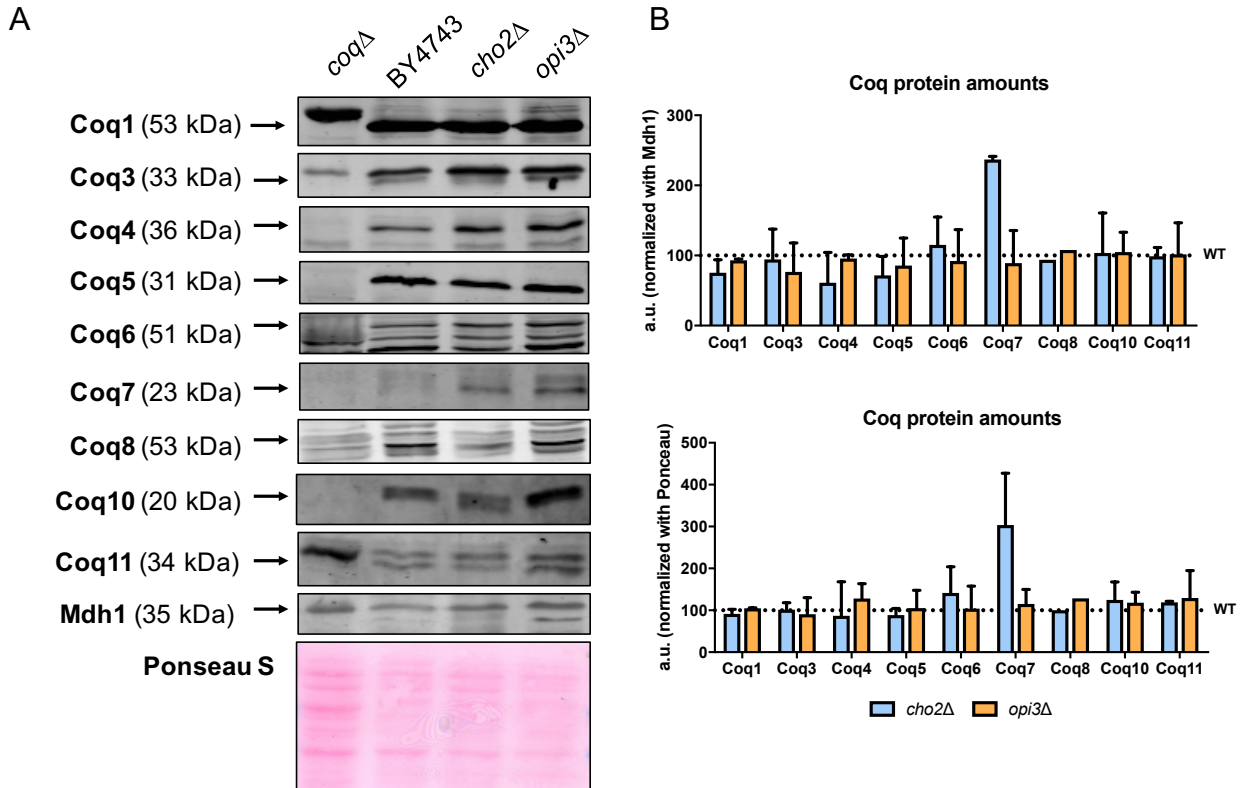 A
coqΔ BY4743 cho2Δ opi3Δ
Coq1 (53 kDa)
Coq3 (33 kDa)
Coq4 (36 kDa)
Coq5 (31 kDa)
Coq6 (51 kDa)
Coq7 (23 kDa)
Coq8 (53 kDa)
Coq10 (20 kDa)
Coq11 (34 kDa)
Mdh1 (35 kDa)
Ponseau S
B
Coq protein amounts
a.u. (normalized with Mdh1)
300
200
100
0
WT
Coq1 Coq3 Coq4 Coq5 Coq6 Coq7 Coq8 Coq10 Coq11
Coq protein amounts
a.u. (normalized with Ponceau)
500
400
300
200
100
0
WT
Coq1 Coq3 Coq4 Coq5 Coq6 Coq7 Coq8 Coq10 Coq11
cho2Δ opi3Δ